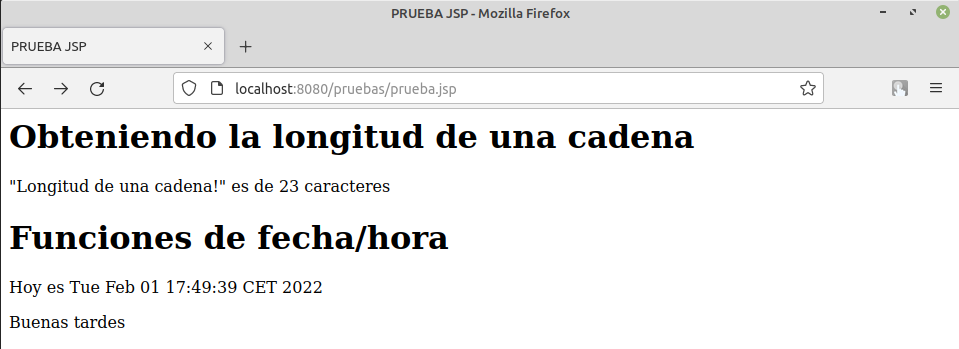 PRUEBA JSP - Mozilla Firefox
PRUEBA JSP
localhost:8080/pruebas/prueba.jsp
Obteniendo la longitud de una cadena
"Longitud de una cadena!" es de 23 caracteres
Funciones de fecha/hora
Hoy es Tue Feb 01 17:49:39 CET 2022
Buenas tardes